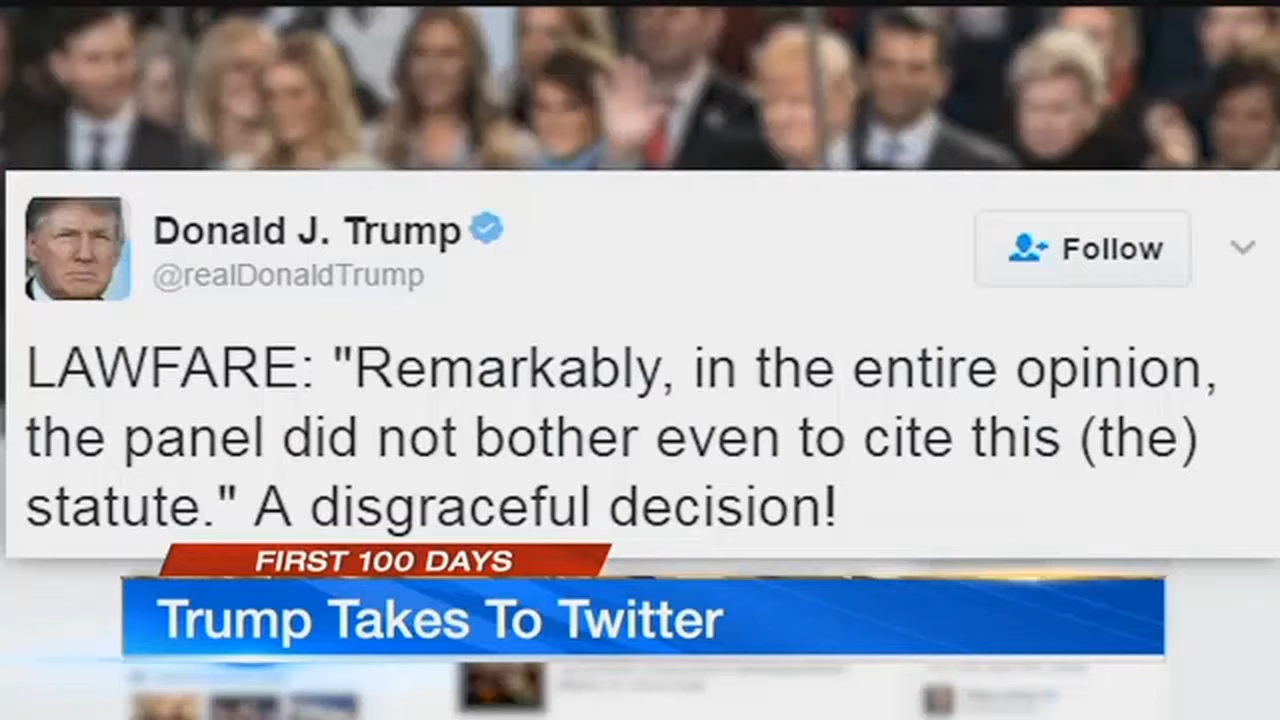 Donald J. Trump
@realDonaldTrump
Follow
LAWFARE: "Remarkably, in the entire opinion,
the panel did not bother even to cite this (the)
statute." A disgraceful decision!
FIRST 100 DAYS
Trump Takes To Twitter